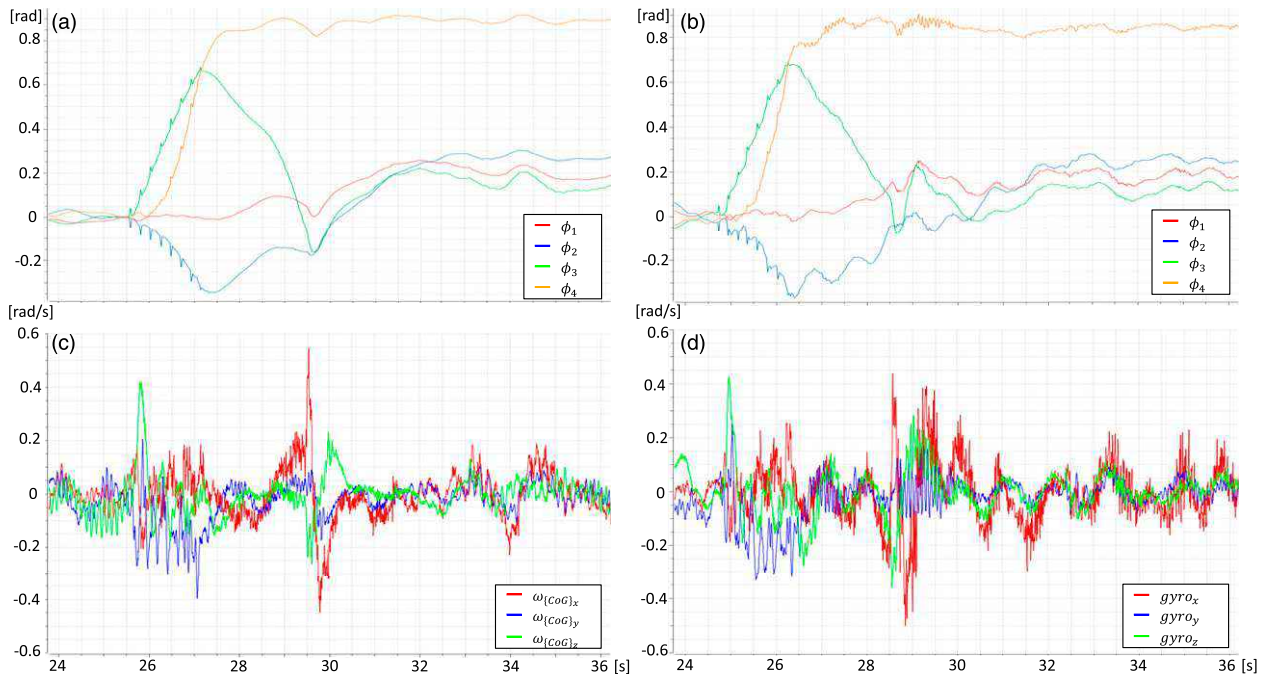 [rad]
(a)
0.8
0.6
0.4
0.2
0
-0.2
ϕ₁
ϕ₂
ϕ₃
ϕ₄
[rad]
(b)
0.8
0.6
0.4
0.2
0
-0.2
ϕ₁
ϕ₂
ϕ₃
ϕ₄
[rad/s]
(c)
0.6
0.4
0.2
0
-0.2
-0.4
-0.6
ω{CoG}x
ω{CoG}y
ω{CoG}z
24 26 28 30 32 34 36 [s]
[rad/s]
(d)
0.6
0.4
0.2
0
-0.2
-0.4
-0.6
gyro_x
gyro_y
gyro_z
24 26 28 30 32 34 36 [s]